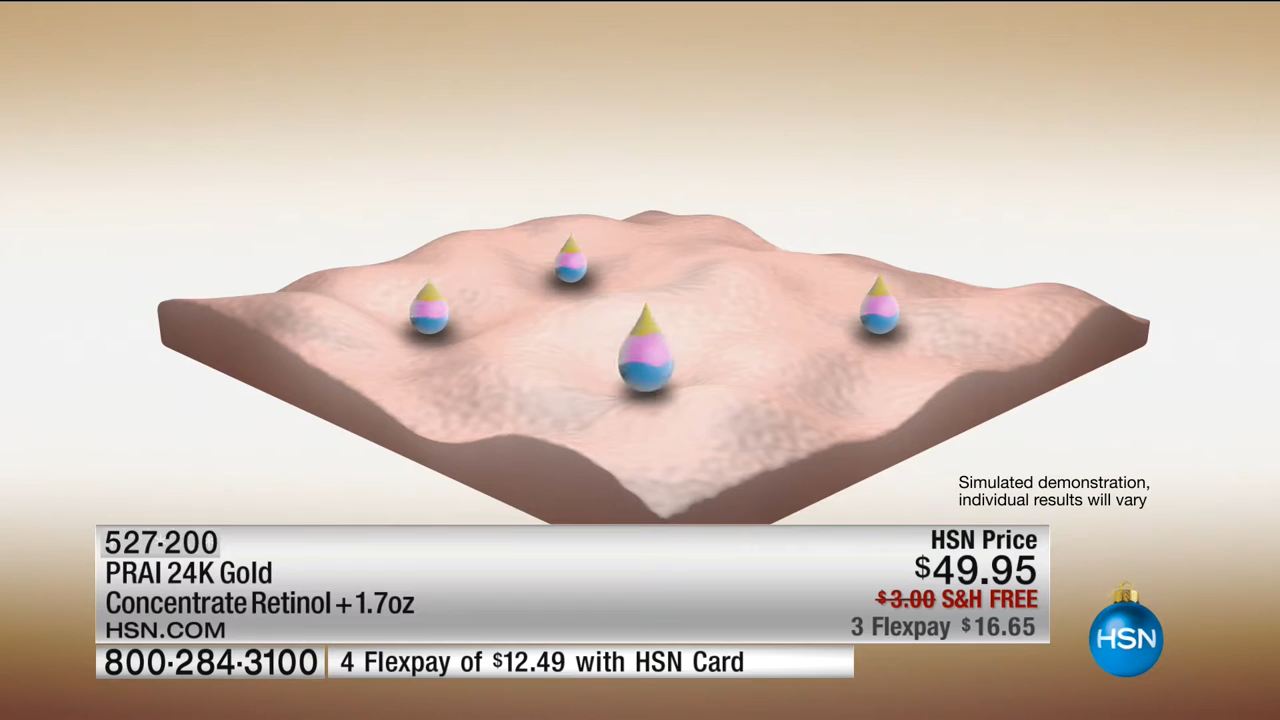 Simulated demonstration,
individual results will vary
527·200
PRAI 24K Gold
Concentrate Retinol + 1.7oz
HSN.COM
HSN Price
$49.95
$3.00 S&H FREE
3 Flexpay $16.65
800·284·3100
4 Flexpay of $12.49 with HSN Card
HSN